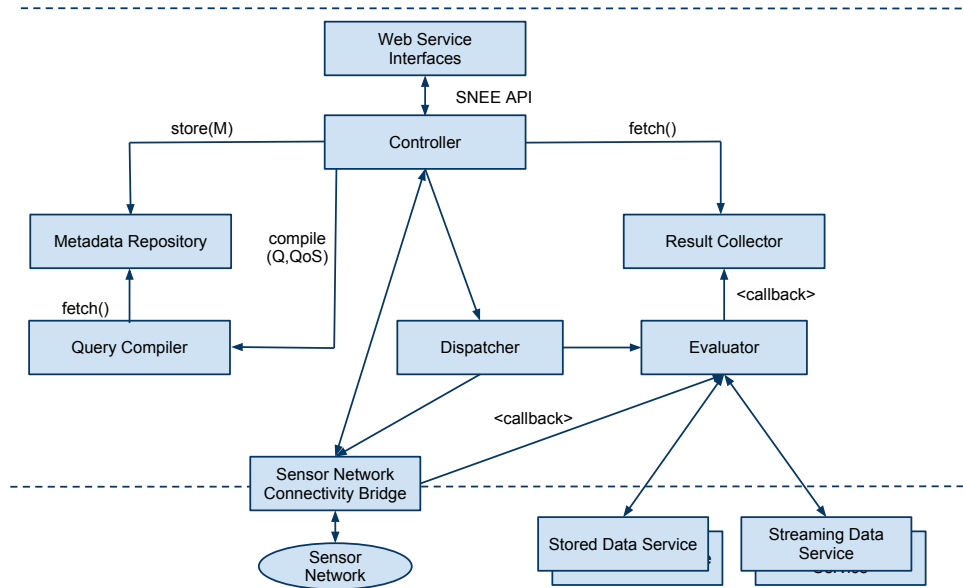 Web Service
Interfaces
SNEE API
store(M)
Controller
fetch()
Metadata Repository
compile
(Q,QoS)
Result Collector
fetch()
<callback>
Query Compiler
Dispatcher
Evaluator
<callback>
Sensor Network
Connectivity Bridge
Stored Data Service
Streaming Data
Service
Sensor
Network